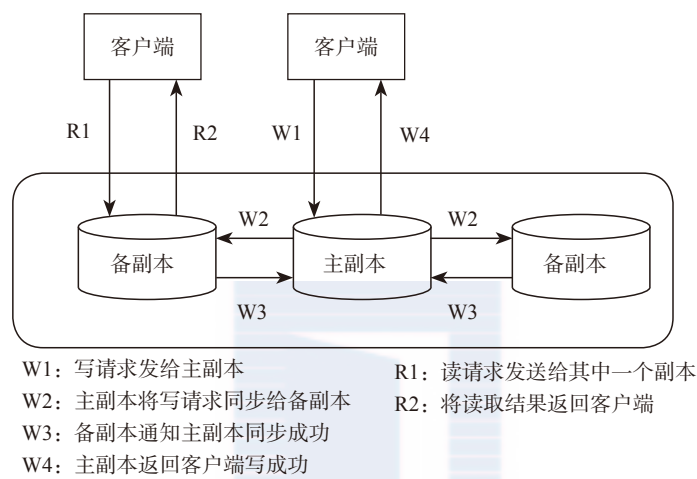 客户端
客户端
R1
R2
W1
W4
W2
W2
备副本
主副本
备副本
W3
W3
W1：写请求发给主副本
W2：主副本将写请求同步给备副本
W3：备副本通知主副本同步成功
W4：主副本返回客户端写成功
R1：读请求发送给其中一个副本
R2：将读取结果返回客户端